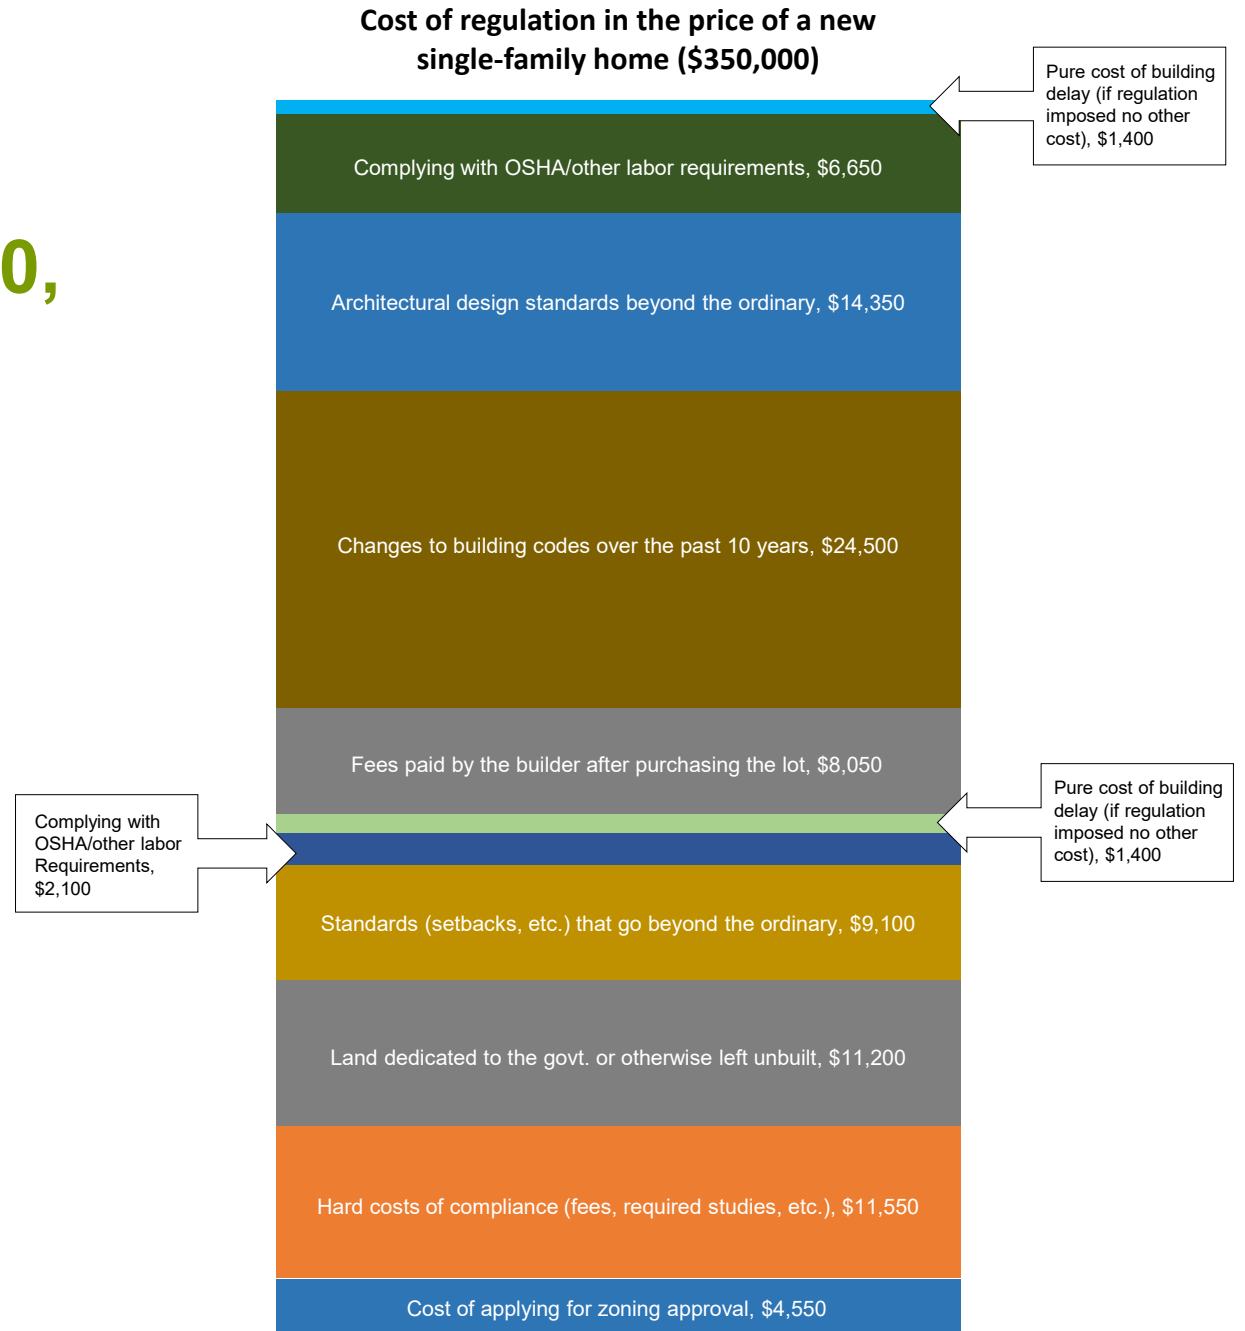 Cost of regulation in the price of a new
single-family home ($350,000)
Pure cost of building
delay (if regulation
imposed no other
cost), $1,400
Complying with OSHA/other labor requirements, $6,650
0,
Architectural design standards beyond the ordinary, $14,350
Changes to building codes over the past 10 years, $24,500
Fees paid by the builder after purchasing the lot, $8,050
Pure cost of building
delay (if regulation
imposed no other
cost), $1,400
Complying with
OSHA/other labor
Requirements,
$2,100
Standards (setbacks, etc.) that go beyond the ordinary, $9,100
Land dedicated to the govt. or otherwise left unbuilt, $11,200
Hard costs of compliance (fees, required studies, etc.), $11,550
Cost of applying for zoning approval, $4,550